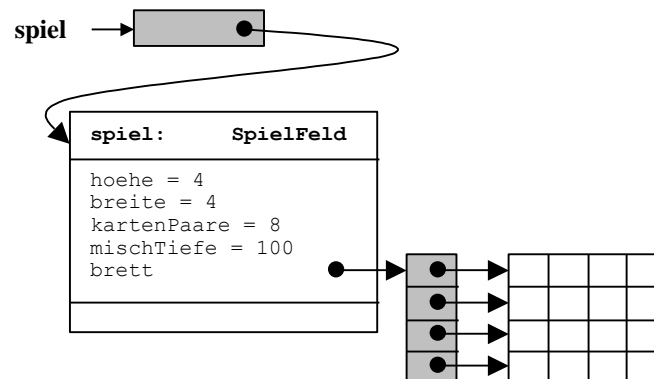 spiel
spiel: SpielFeld
hoehe = 4
breite = 4
kartenPaare = 8
mischTiefe = 100
brett